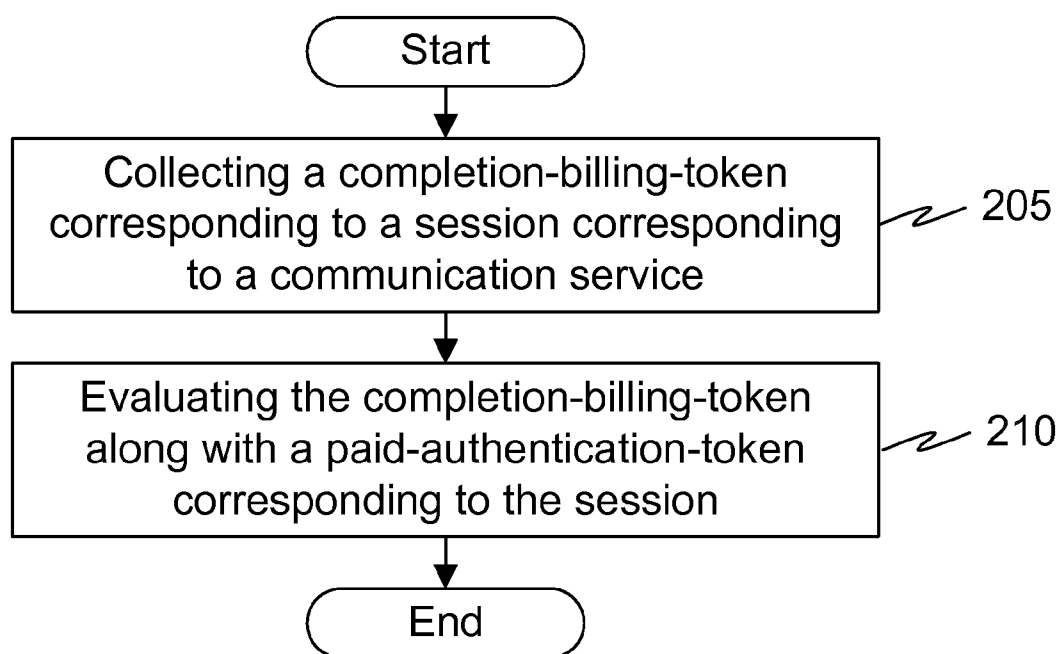 Start
Collecting a completion-billing-token
corresponding to a session corresponding
to a communication service
205
Evaluating the completion-billing-token
along with a paid-authentication-token
corresponding to the session
210
End